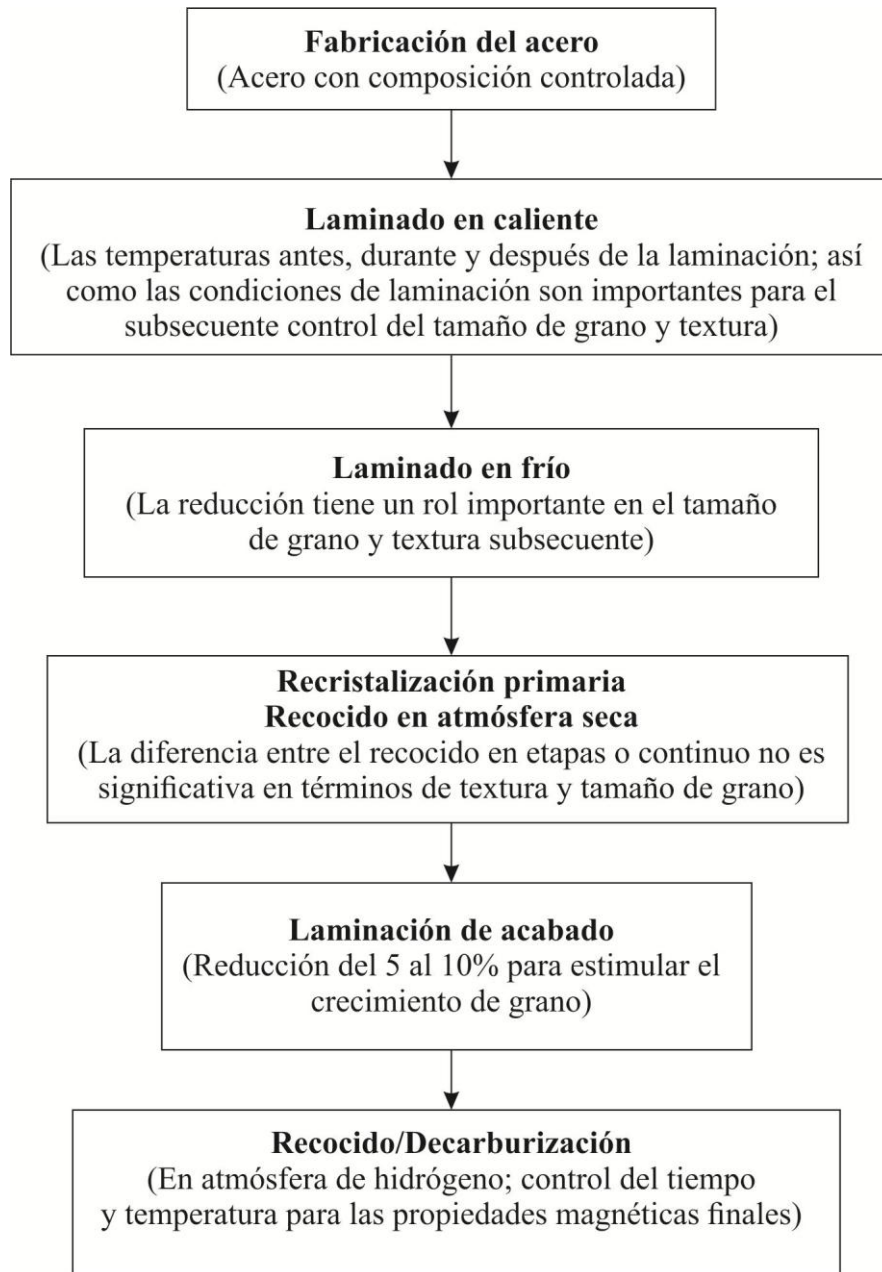 Fabricación del acero
(Acero con composición controlada)
Laminado en caliente
(Las temperaturas antes, durante y después de la laminación; así
como las condiciones de laminación son importantes para el
subsecuente control del tamaño de grano y textura)
Laminado en frío
(La reducción tiene un rol importante en el tamaño
de grano y textura subsecuente)
Recristalización primaria
Recocido en atmósfera seca
(La diferencia entre el recocido en etapas o continuo no es
significativa en términos de textura y tamaño de grano)
Laminación de acabado
(Reducción del 5 al 10% para estimular el
crecimiento de grano)
Recocido/Decarburización
(En atmósfera de hidrógeno; control del tiempo
y temperatura para las propiedades magnéticas finales)